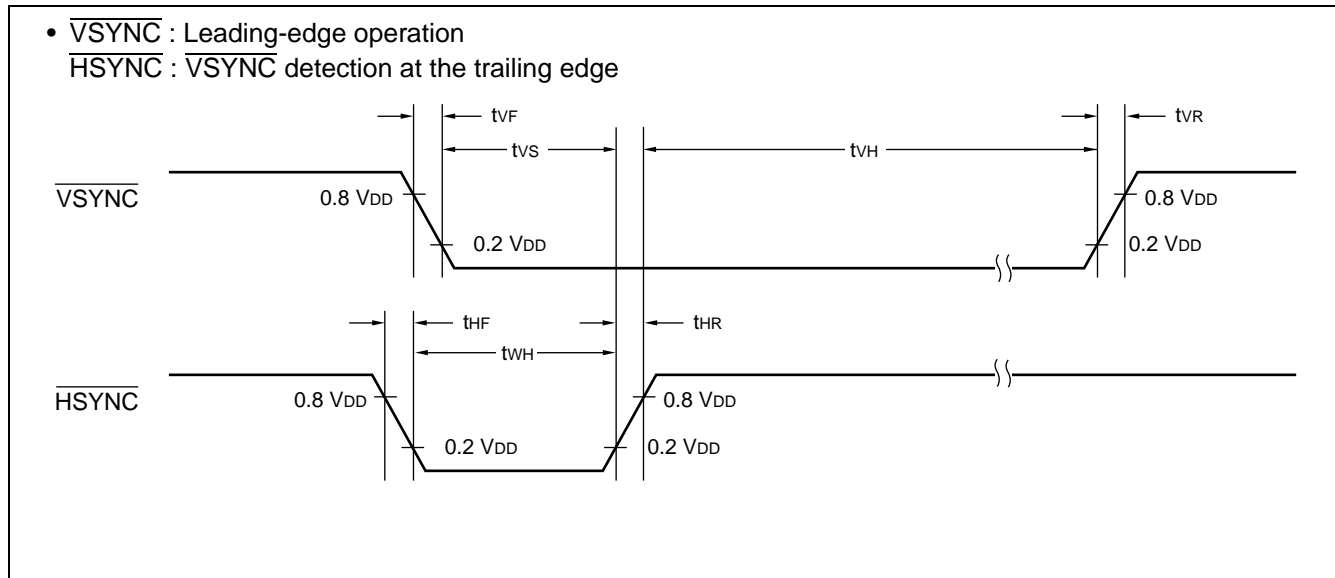 • VSYNC : Leading-edge operation
HSYNC : VSYNC detection at the trailing edge
tVF
tVR
tVS
tVH
VSYNC
0.8 VDD
0.8 VDD
0.2 VDD
0.2 VDD
tHF
tHR
tWH
HSYNC
0.8 VDD
0.8 VDD
0.2 VDD
0.2 VDD